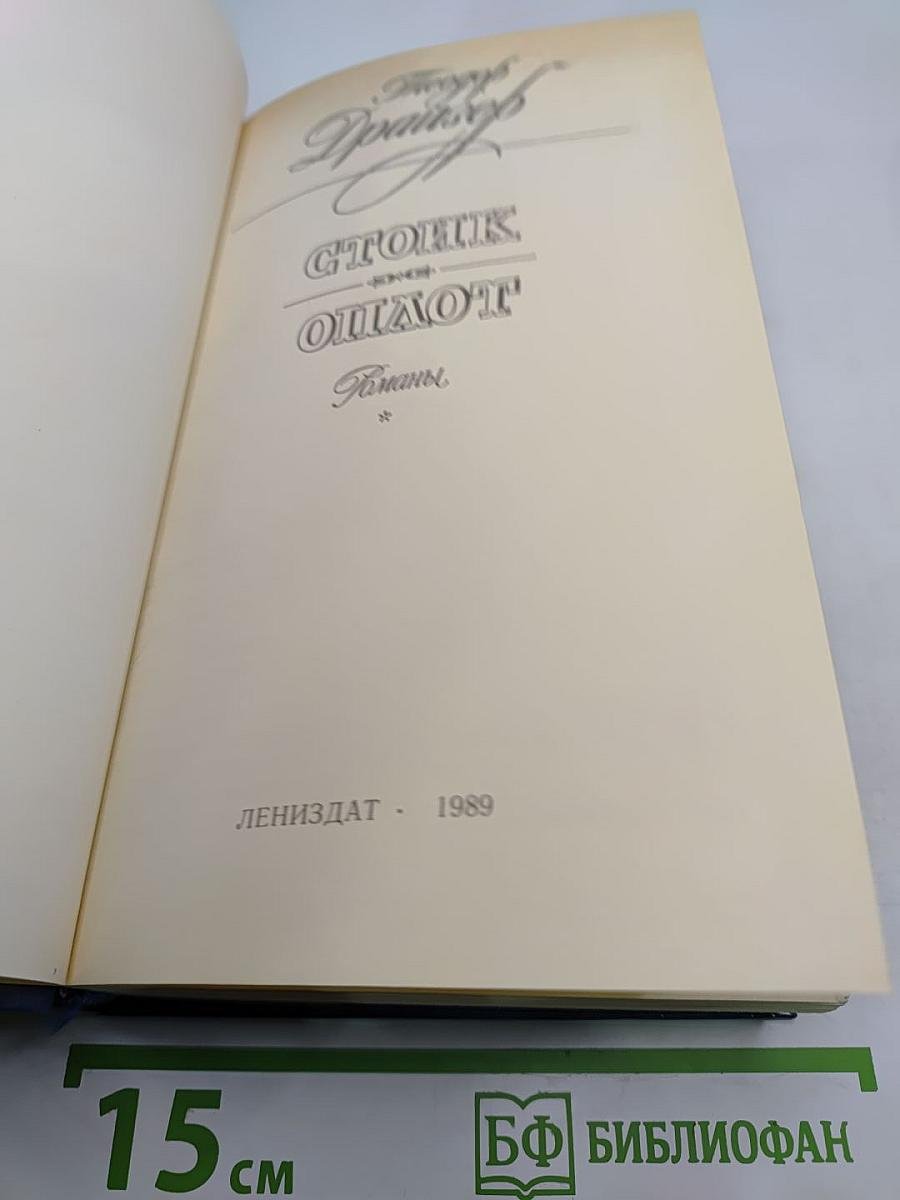 Теодор
Драйзер
СТОИК
ОПЛОТ
Романы
*
ЛЕНИЗДАТ · 1989
15 см
БФ БИБЛИОФАН